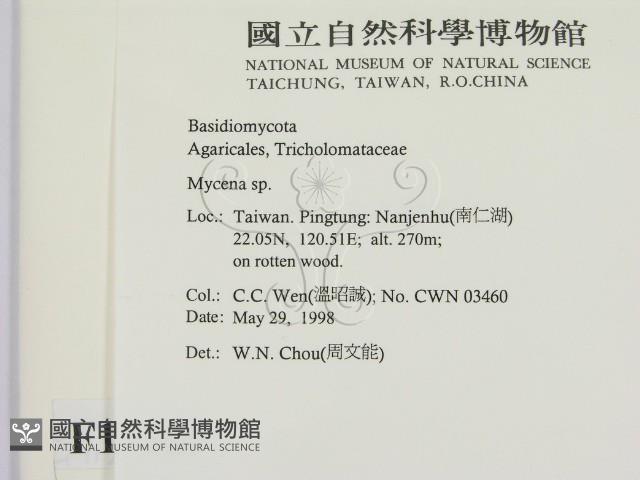 國立自然科學博物館
NATIONAL MUSEUM OF NATURAL SCIENCE
TAICHUNG, TAIWAN, R.O.CHINA
Basidiomycota
Agaricales, Tricholomataceae
Mycena sp.
Loc.: Taiwan. Pingtung: Nanjenhu(南仁湖)
22.05N, 120.51E; alt. 270m;
on rotten wood.
Col.: C.C. Wen(溫昭誠); No. CWN 03460
Date: May 29, 1998
Det.: W.N. Chou(周文能)
國立自然科學博物館
NATIONAL MUSEUM OF NATURAL SCIENCE